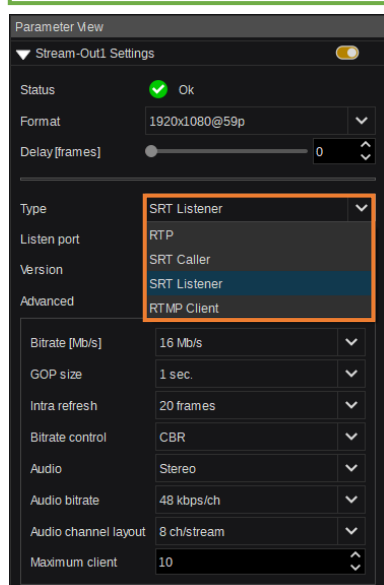 Parameter View
Stream-Out1 Settings
Status Ok
Format 1920x1080@59p
Delay[frames] 0
Type SRT Listener
Listen port RTP
SRT Caller
Version
SRT Listener
Advanced
RTMP Client
Bitrate [Mb/s] 16 Mb/s
GOP size 1 sec.
Intra refresh 20 frames
Bitrate control CBR
Audio Stereo
Audio bitrate 48 kbps/ch
Audio channel layout 8 ch/stream
Maximum client 10